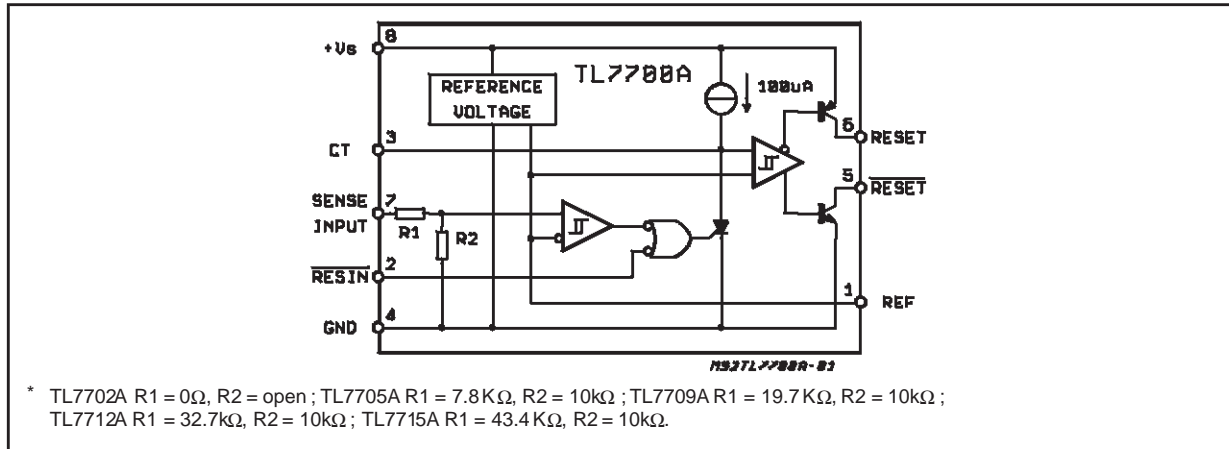 8
+Vs
TL7700A
REFERENCE
VOLTAGE
100uA
6
RESET
3
CT
5
RESET
SENSE
INPUT
7
R1
R2
2
RESIN
1
REF
4
GND
M92TL7700A-01
* TL7702A R1 = 0Ω, R2 = open ; TL7705A R1 = 7.8 KΩ, R2 = 10kΩ ; TL7709A R1 = 19.7 KΩ, R2 = 10kΩ ;
TL7712A R1 = 32.7kΩ, R2 = 10kΩ ; TL7715A R1 = 43.4 KΩ, R2 = 10kΩ.